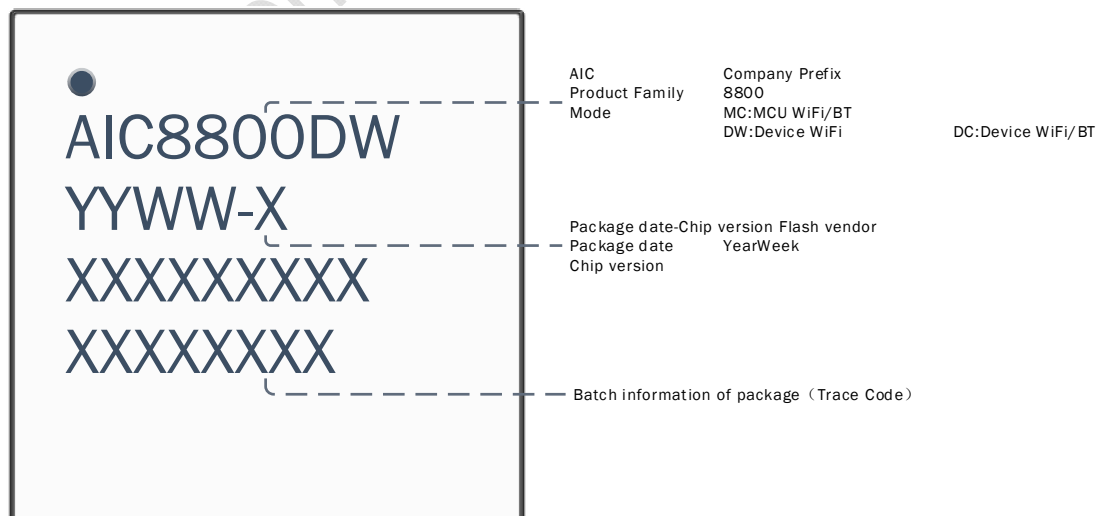 AIC8800DW
YYWW-X
XXXXXXXXX
XXXXXXXX
AIC Company Prefix
Product Family 8800
Mode MC:MCU WiFi/BT
DW:Device WiFi DC:Device WiFi/BT
Package date-Chip version Flash vendor
Package date YearWeek
Chip version
Batch information of package（Trace Code）